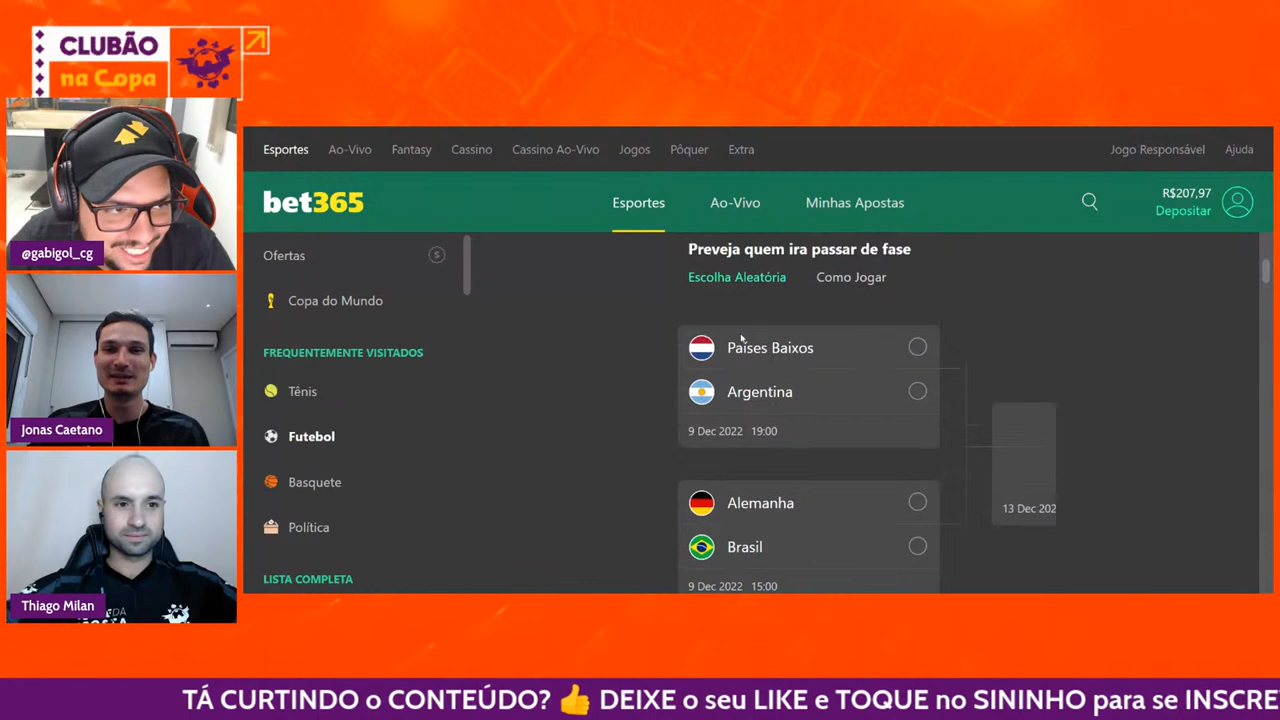 CLUBÃO
na Copa
@gabigol_cg
Jonas Caetano
Thiago Milan
Esportes Ao-Vivo Fantasy Cassino Cassino Ao-Vivo Jogos Pôquer Extra Jogo Responsável Ajuda
bet365 Esportes Ao-Vivo Minhas Apostas R$207,97
Depositar
Ofertas
Copa do Mundo
FREQUENTEMENTE VISITADOS
Tênis
Futebol
Basquete
Política
LISTA COMPLETA
Preveja quem ira passar de fase
Escolha Aleatória Como Jogar
Países Baixos
Argentina
9 Dec 2022 19:00
Alemanha
Brasil
9 Dec 2022 15:00
13 Dec 202
TÁ CURTINDO o CONTEÚDO? 👍 DEIXE o seu LIKE e TOQUE no SININHO para se INSCRE